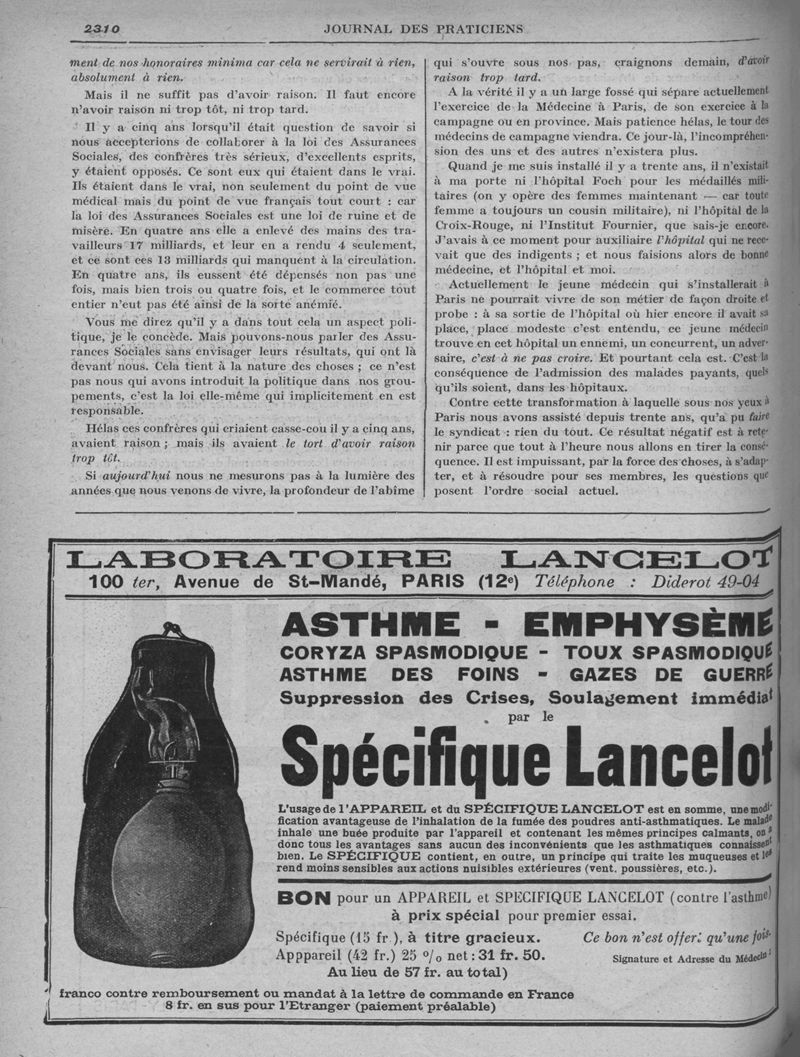 2310
JOURNAL DES PRATICIENS
ment de nos honoraires minima car cela ne servirait à rien,
absolument à rien.
Mais il ne suffit pas d'avoir raison. Il faut encore
n'avoir raison ni trop tôt, ni trop tard.
Il y a cinq ans lorsqu'il était question de savoir si
nous accepterions de collaborer à la loi des Assurances
Sociales, des confrères très sérieux, d'excellents esprits,
y étaient opposés. Ce sont eux qui étaient dans le vrai.
Ils étaient dans le vrai, non seulement du point de vue
médical mais du point de vue français tout court : car
la loi des Assurances Sociales est une loi de ruine et de
misère. En quatre ans elle a enlevé des mains des tra-
vailleurs 17 milliards, et leur en a rendu 4 seulement,
et ce sont ces 13 milliards qui manquent à la circulation.
En quatre ans, ils eussent été dépensés non pas une
fois, mais bien trois ou quatre fois, et le commerce tout
entier n'eut pas été ainsi de la sorte anémié.
Vous me direz qu'il y a dans tout cela un aspect poli-
tique, je le concède. Mais pouvons-nous parler des Assu-
rances Sociales sans envisager leurs résultats, qui ont là
devant nous. Cela tient à la nature des choses ; ce n'est
pas nous qui avons introduit la politique dans nos grou-
pements, c'est la loi elle-même qui implicitement en est
responsable.
Hélas ces confrères qui criaient casse-cou il y a cinq ans,
avaient raison ; mais ils avaient le tort d'avoir raison
trop tôt.
Si aujourd'hui nous ne mesurons pas à la lumière des
années que nous venons de vivre, la profondeur de l'abîme
qui s'ouvre sous nos pas, craignons demain, d'avoir
raison trop tard.
A la vérité il y a un large fossé qui sépare actuellement
l'exercice de la Médecine à Paris, de son exercice à la
campagne ou en province. Mais patience hélas, le tour des
médecins de campagne viendra. Ce jour-là, l'incompréhen-
sion des uns et des autres n'existera plus.
Quand je me suis installé il y a trente ans, il n'existait
à ma porte ni l'hôpital Foch pour les médaillés mili-
taires (on y opère des femmes maintenant — car toute
femme a toujours un cousin militaire), ni l'hôpital de la
Croix-Rouge, ni l'Institut Fournier, que sais-je encore.
J'avais à ce moment pour auxiliaire l'hôpital qui ne rece-
vait que des indigents ; et nous faisions alors de bonne
médecine, et l'hôpital et moi.
Actuellement le jeune médecin qui s'installerait à
Paris ne pourrait vivre de son métier de façon droite et
probe : à sa sortie de l'hôpital où hier encore il avait sa
place, place modeste c'est entendu, ce jeune médecin
trouve en cet hôpital un ennemi, un concurrent, un adver-
saire, c'est à ne pas croire. Et pourtant cela est. C'est la
conséquence de l'admission des malades payants, quels
qu'ils soient, dans les hôpitaux.
Contre cette transformation à laquelle sous nos yeux à
Paris nous avons assisté depuis trente ans, qu'a pu faire
le syndicat : rien du tout. Ce résultat négatif est à rete-
nir parce que tout à l'heure nous allons en tirer la consé-
quence. Il est impuissant, par la force des choses, à s'adap-
ter, et à résoudre pour ses membres, les questions que
posent l'ordre social actuel.
LABORATOIRE LANCELOT
100 ter, Avenue de St-Mandé, PARIS (12e) Téléphone : Diderot 49-04
ASTHME - EMPHYSÈME
CORYZA SPASMODIQUE - TOUX SPASMODIQUE
ASTHME DES FOINS - GAZES DE GUERRE
Suppression des Crises, Soulagement immédiat
par le
Spécifique Lancelot
L'usage de l'APPAREIL et du SPÉCIFIQUE LANCELOT est en somme, une modi-
fication avantageuse de l'inhalation de la fumée des poudres anti-asthmatiques. Le malade
inhale une buée produite par l'appareil et contenant les mêmes principes calmants, on a
donc tous les avantages sans aucun des inconvénients que les asthmatiques connaissent
bien. Le SPÉCIFIQUE contient, en outre, un principe qui traite les muqueuses et les
rend moins sensibles aux actions nuisibles extérieures (vent, poussières, etc.).
BON pour un APPAREIL et SPECIFIQUE LANCELOT (contre l'asthme)
à prix spécial pour premier essai.
Spécifique (15 fr.), à titre gracieux.
Apppareil (42 fr.) 25 % net : 31 fr. 50.
Au lieu de 57 fr. au total)
Ce bon n'est offert qu'une fois.
Signature et Adresse du Médecin :
franco contre remboursement ou mandat à la lettre de commande en France
8 fr. en sus pour l'Etranger (paiement préalable)